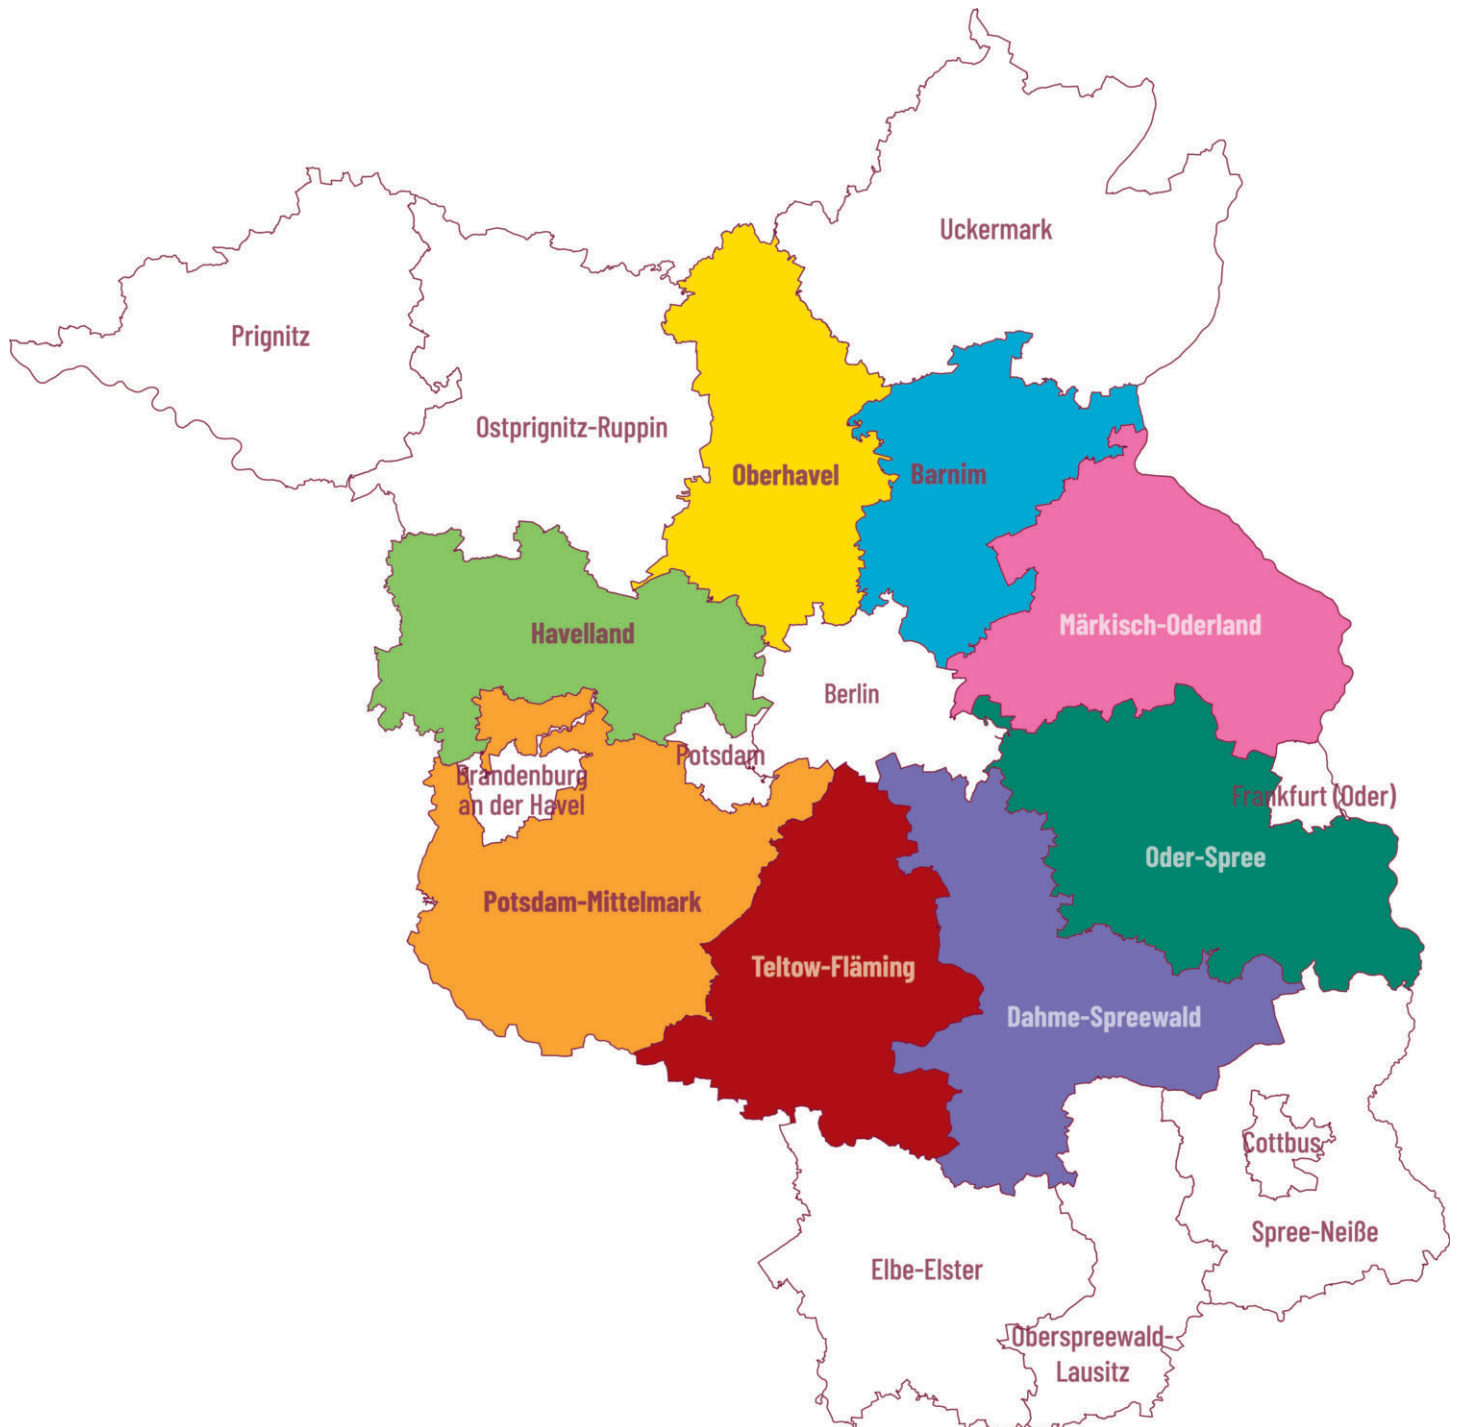 Uckermark
Prignitz
Ostprignitz-Ruppin
Oberhavel
Barnim
Havelland
Märkisch-Oderland
Berlin
Potsdam
Brandenburg
an der Havel
Frankfurt (Oder)
Oder-Spree
Potsdam-Mittelmark
Teltow-Fläming
Dahme-Spreewald
Cottbus
Spree-Neiße
Elbe-Elster
Oberspreewald-
Lausitz